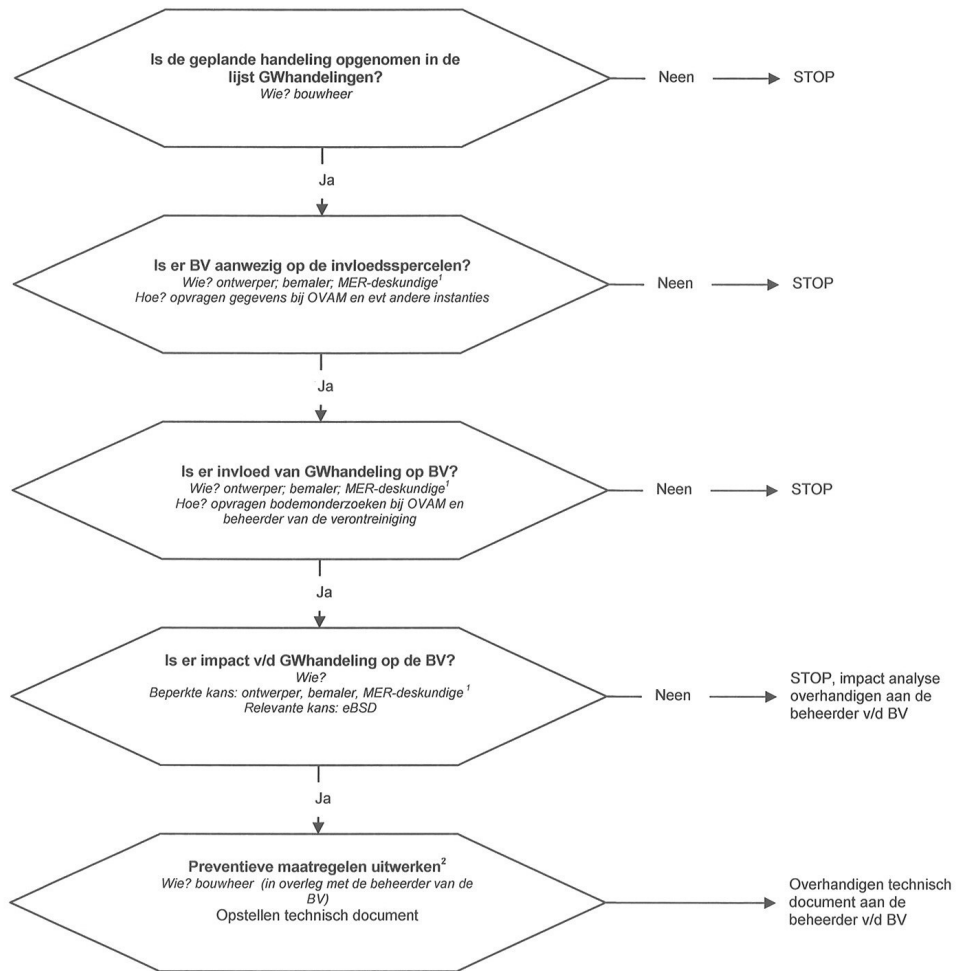 Is de geplande handeling opgenomen in de
lijst GWhandelingen?
Wie? bouwheer
Neen
STOP
Ja
Is er BV aanwezig op de invloedsspercelen?
Wie? ontwerper; bemaler; MER-deskundige¹
Hoe? opvragen gegevens bij OVAM en evt andere instanties
Neen
STOP
Ja
Is er invloed van GWhandeling op BV?
Wie? ontwerper; bemaler; MER-deskundige¹
Hoe? opvragen bodemonderzoeken bij OVAM en
beheerder van de verontreiniging
Neen
STOP
Ja
Is er impact v/d GWhandeling op de BV?
Wie?
Beperkte kans: ontwerper, bemaler, MER-deskundige¹
Relevante kans: eBSD
Neen
STOP, impact analyse
overhandigen aan de
beheerder v/d BV
Ja
Preventieve maatregelen uitwerken²
Wie? bouwheer (in overleg met de beheerder van de
BV)
Opstellen technisch document
Overhandigen technisch
document aan de
beheerder v/d BV